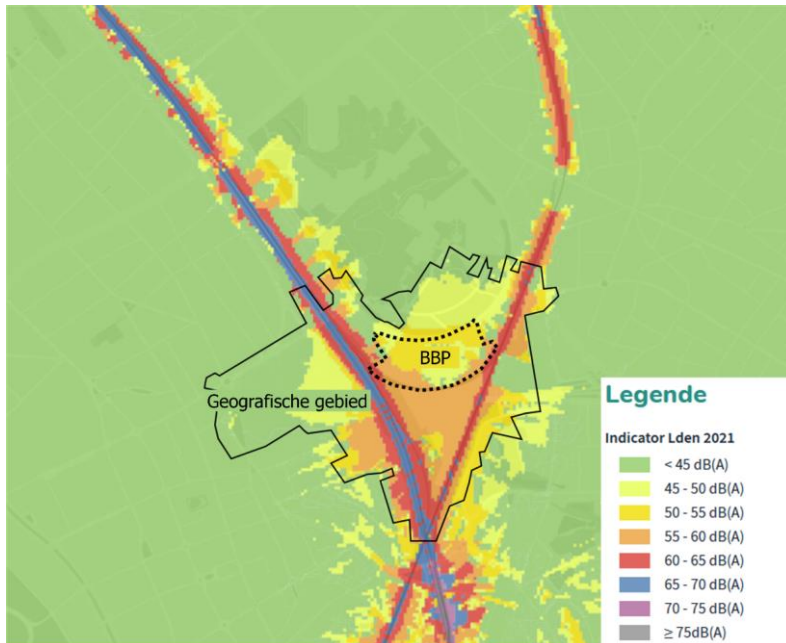 BBP
Geografische gebied
Legende
Indicator Lden 2021
< 45 dB(A)
45 - 50 dB(A)
50 - 55 dB(A)
55 - 60 dB(A)
60 - 65 dB(A)
65 - 70 dB(A)
70 - 75 dB(A)
≥ 75dB(A)